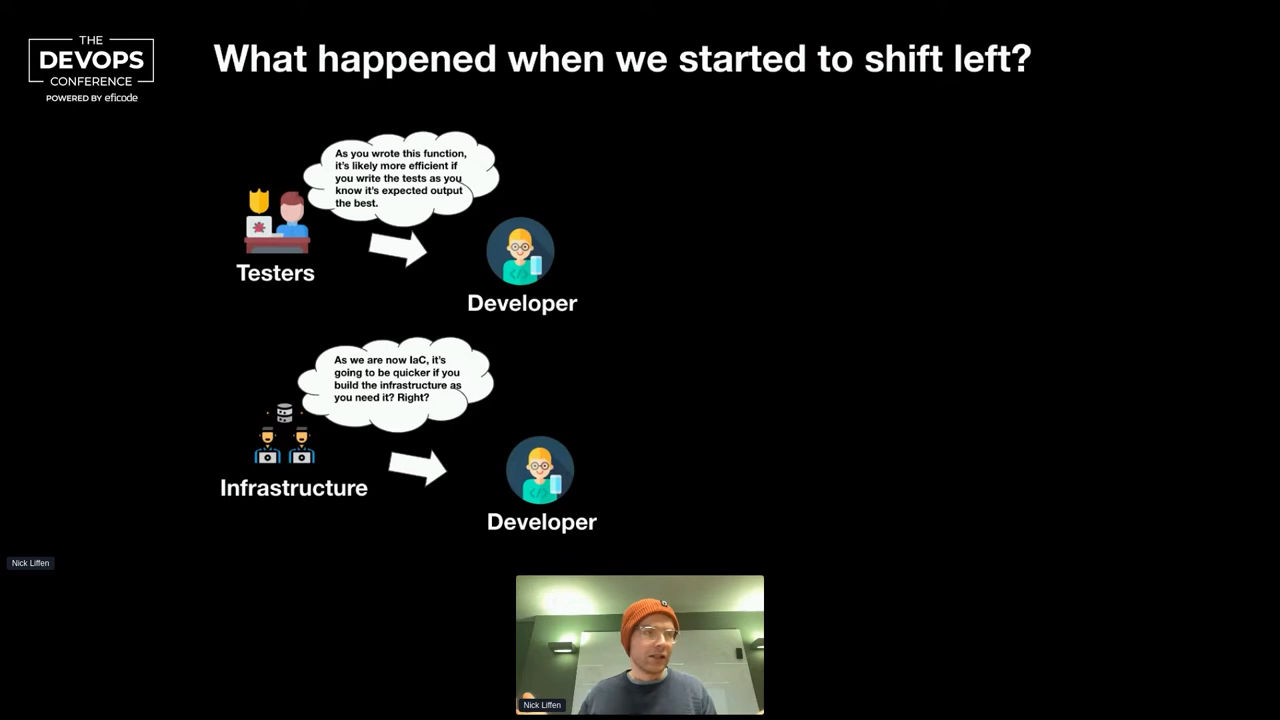 THE
DEVOPS
CONFERENCE
POWERED BY eficode
What happened when we started to shift left?
As you wrote this function,
it's likely more efficient if
you write the tests as you
know it's expected output
the best.
Testers
Developer
As we are now IaC, it's
going to be quicker if you
build the infrastructure as
you need it? Right?
Infrastructure
Developer
Nick Liffen
Nick Liffen